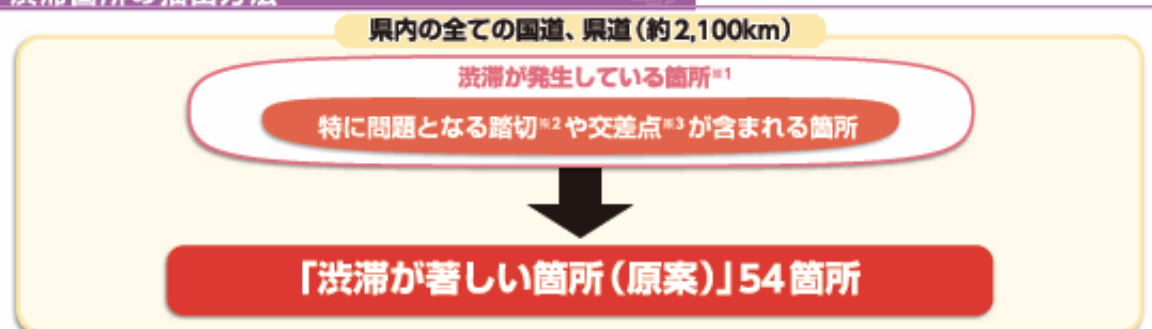 県内の全ての国道、県道(約2,100km)
渋滞が発生している箇所※1
特に問題となる踏切※2や交差点※3が含まれる箇所
「渋滞が著しい箇所(原案)」54箇所